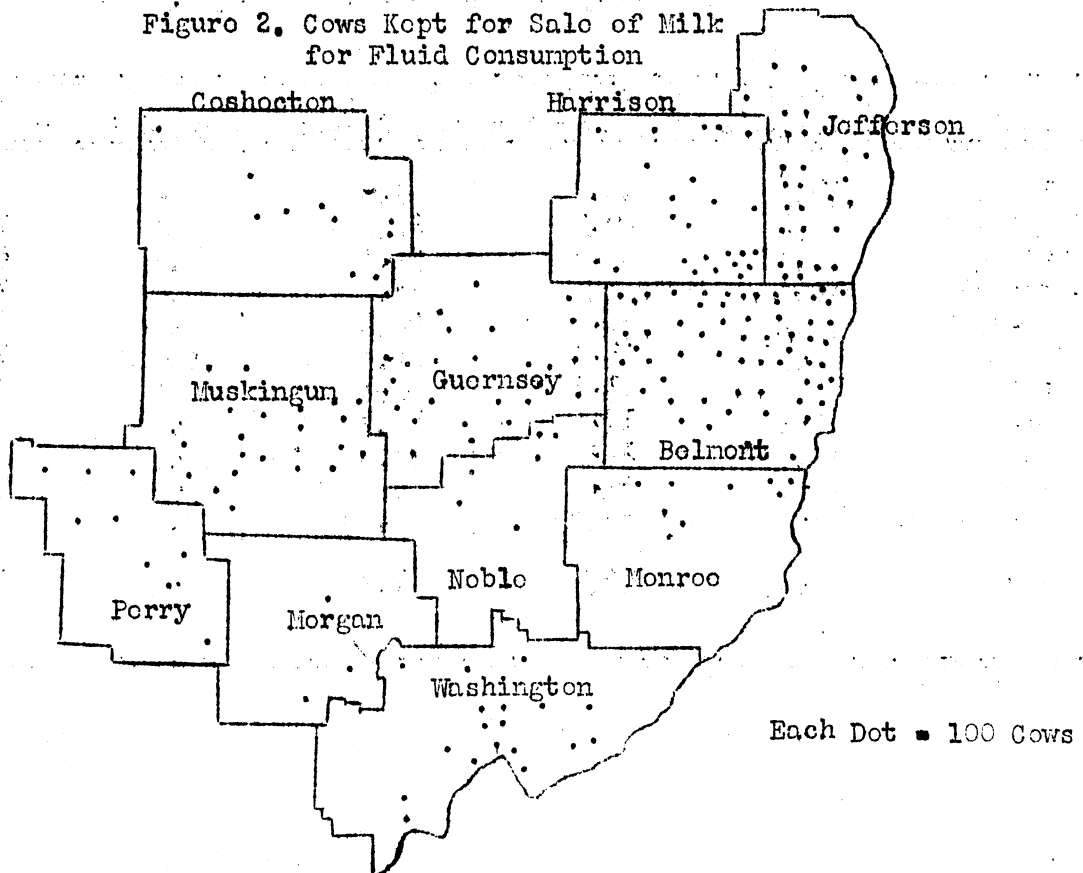 Figure 2. Cows Kept for Sale of Milk
for Fluid Consumption
Coshocton
Harrison
Jefferson
Muskingun
Guernsey
Belmont
Perry
Morgan
Noble
Monroe
Washington
Each Dot = 100 Cows